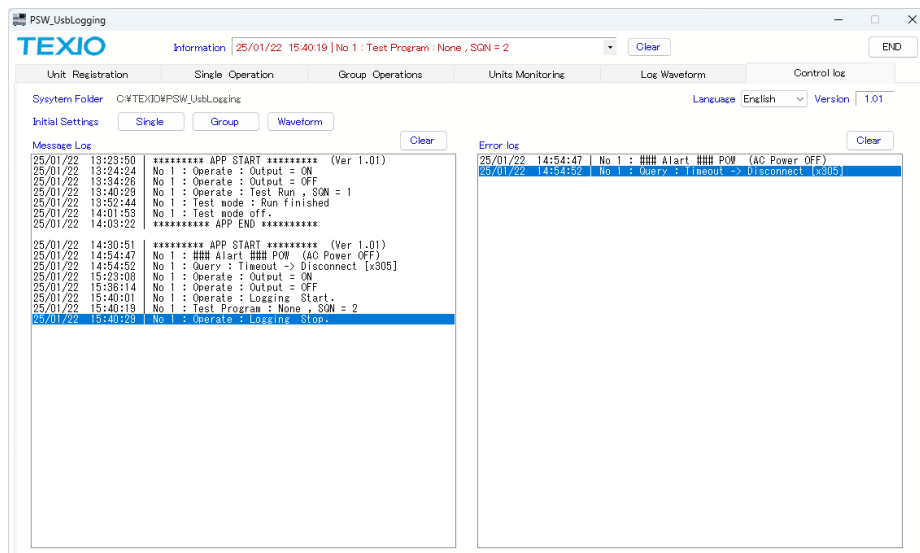 PSW_UsbLogging
TEXIO
Information 25/01/22 15:40:19 | No 1 : Test Program : None , SQN = 2 Clear END
Unit Registration Single Operation Group Operations Units Monitoring Log Waveform Control log
Sysytem Folder C:¥TEXIO¥PSW_UsbLogging Language English Version 1.01
Initial Settings Single Group Waveform
Message Log Clear
25/01/22 13:23:50 | ********* APP START ********* (Ver 1.01)
25/01/22 13:24:24 | No 1 : Operate : Output = ON
25/01/22 13:34:26 | No 1 : Operate : Output = OFF
25/01/22 13:40:29 | No 1 : Operate : Test Run , SQN = 1
25/01/22 13:52:44 | No 1 : Test mode : Run finished
25/01/22 14:01:53 | No 1 : Test mode off.
25/01/22 14:03:22 | ********** APP END **********
25/01/22 14:30:51 | ********* APP START ********* (Ver 1.01)
25/01/22 14:54:47 | No 1 : ### Alart ### POW (AC Power OFF)
25/01/22 14:54:52 | No 1 : Query : Timeout -> Disconnect [x305]
25/01/22 15:23:08 | No 1 : Operate : Output = ON
25/01/22 15:36:14 | No 1 : Operate : Output = OFF
25/01/22 15:40:01 | No 1 : Operate : Logging Start.
25/01/22 15:40:19 | No 1 : Test Program : None , SQN = 2
25/01/22 15:40:29 | No 1 : Operate : Logging Stop.
Error log Clear
25/01/22 14:54:47 | No 1 : ### Alart ### POW (AC Power OFF)
25/01/22 14:54:52 | No 1 : Query : Timeout -> Disconnect [x305]